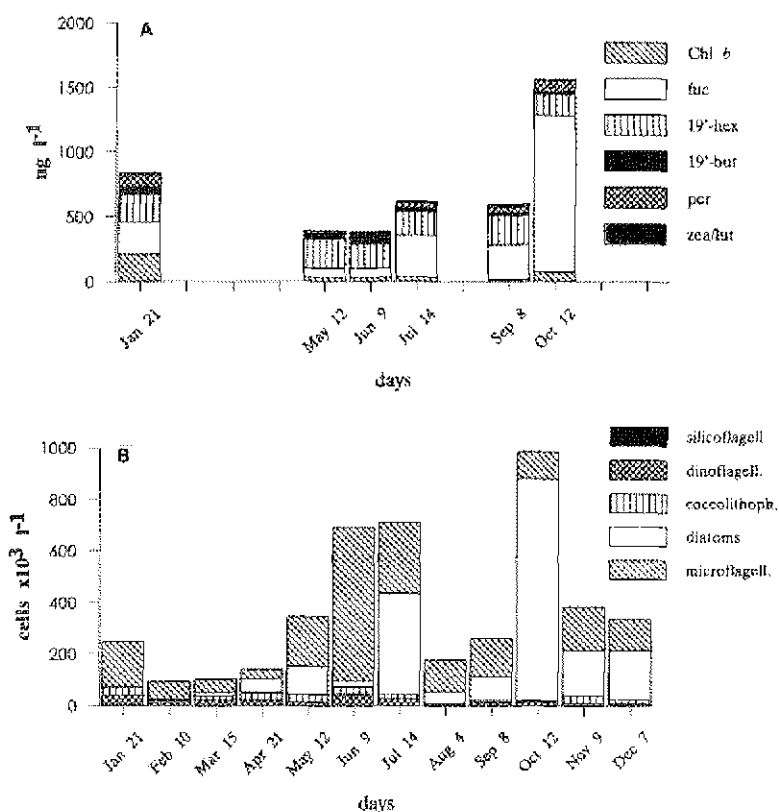 A
2000
1500
1000
500
0
ng l-1
Chl b
fuc
19'-hex
19'-but
per
zea/lut
Jan 21
May 12
Jun 9
Jul 14
Sep 8
Oct 12
days
B
1000
800
600
400
200
0
cells x10³ l-1
silicoflagell
dinoflagell.
coccolithoph.
diatoms
microflagell.
Jan 21
Feb 10
Mar 15
Apr 21
May 12
Jun 9
Jul 14
Aug 4
Sep 8
Oct 12
Nov 9
Dec 7
days